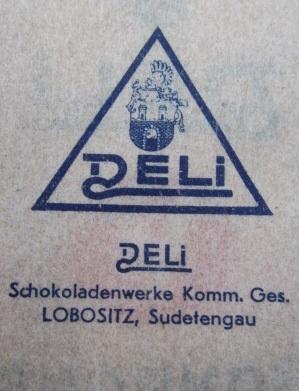 DELi
DELi
Schokoladenwerke Komm. Ges.
LOBOSITZ, Sudetengau